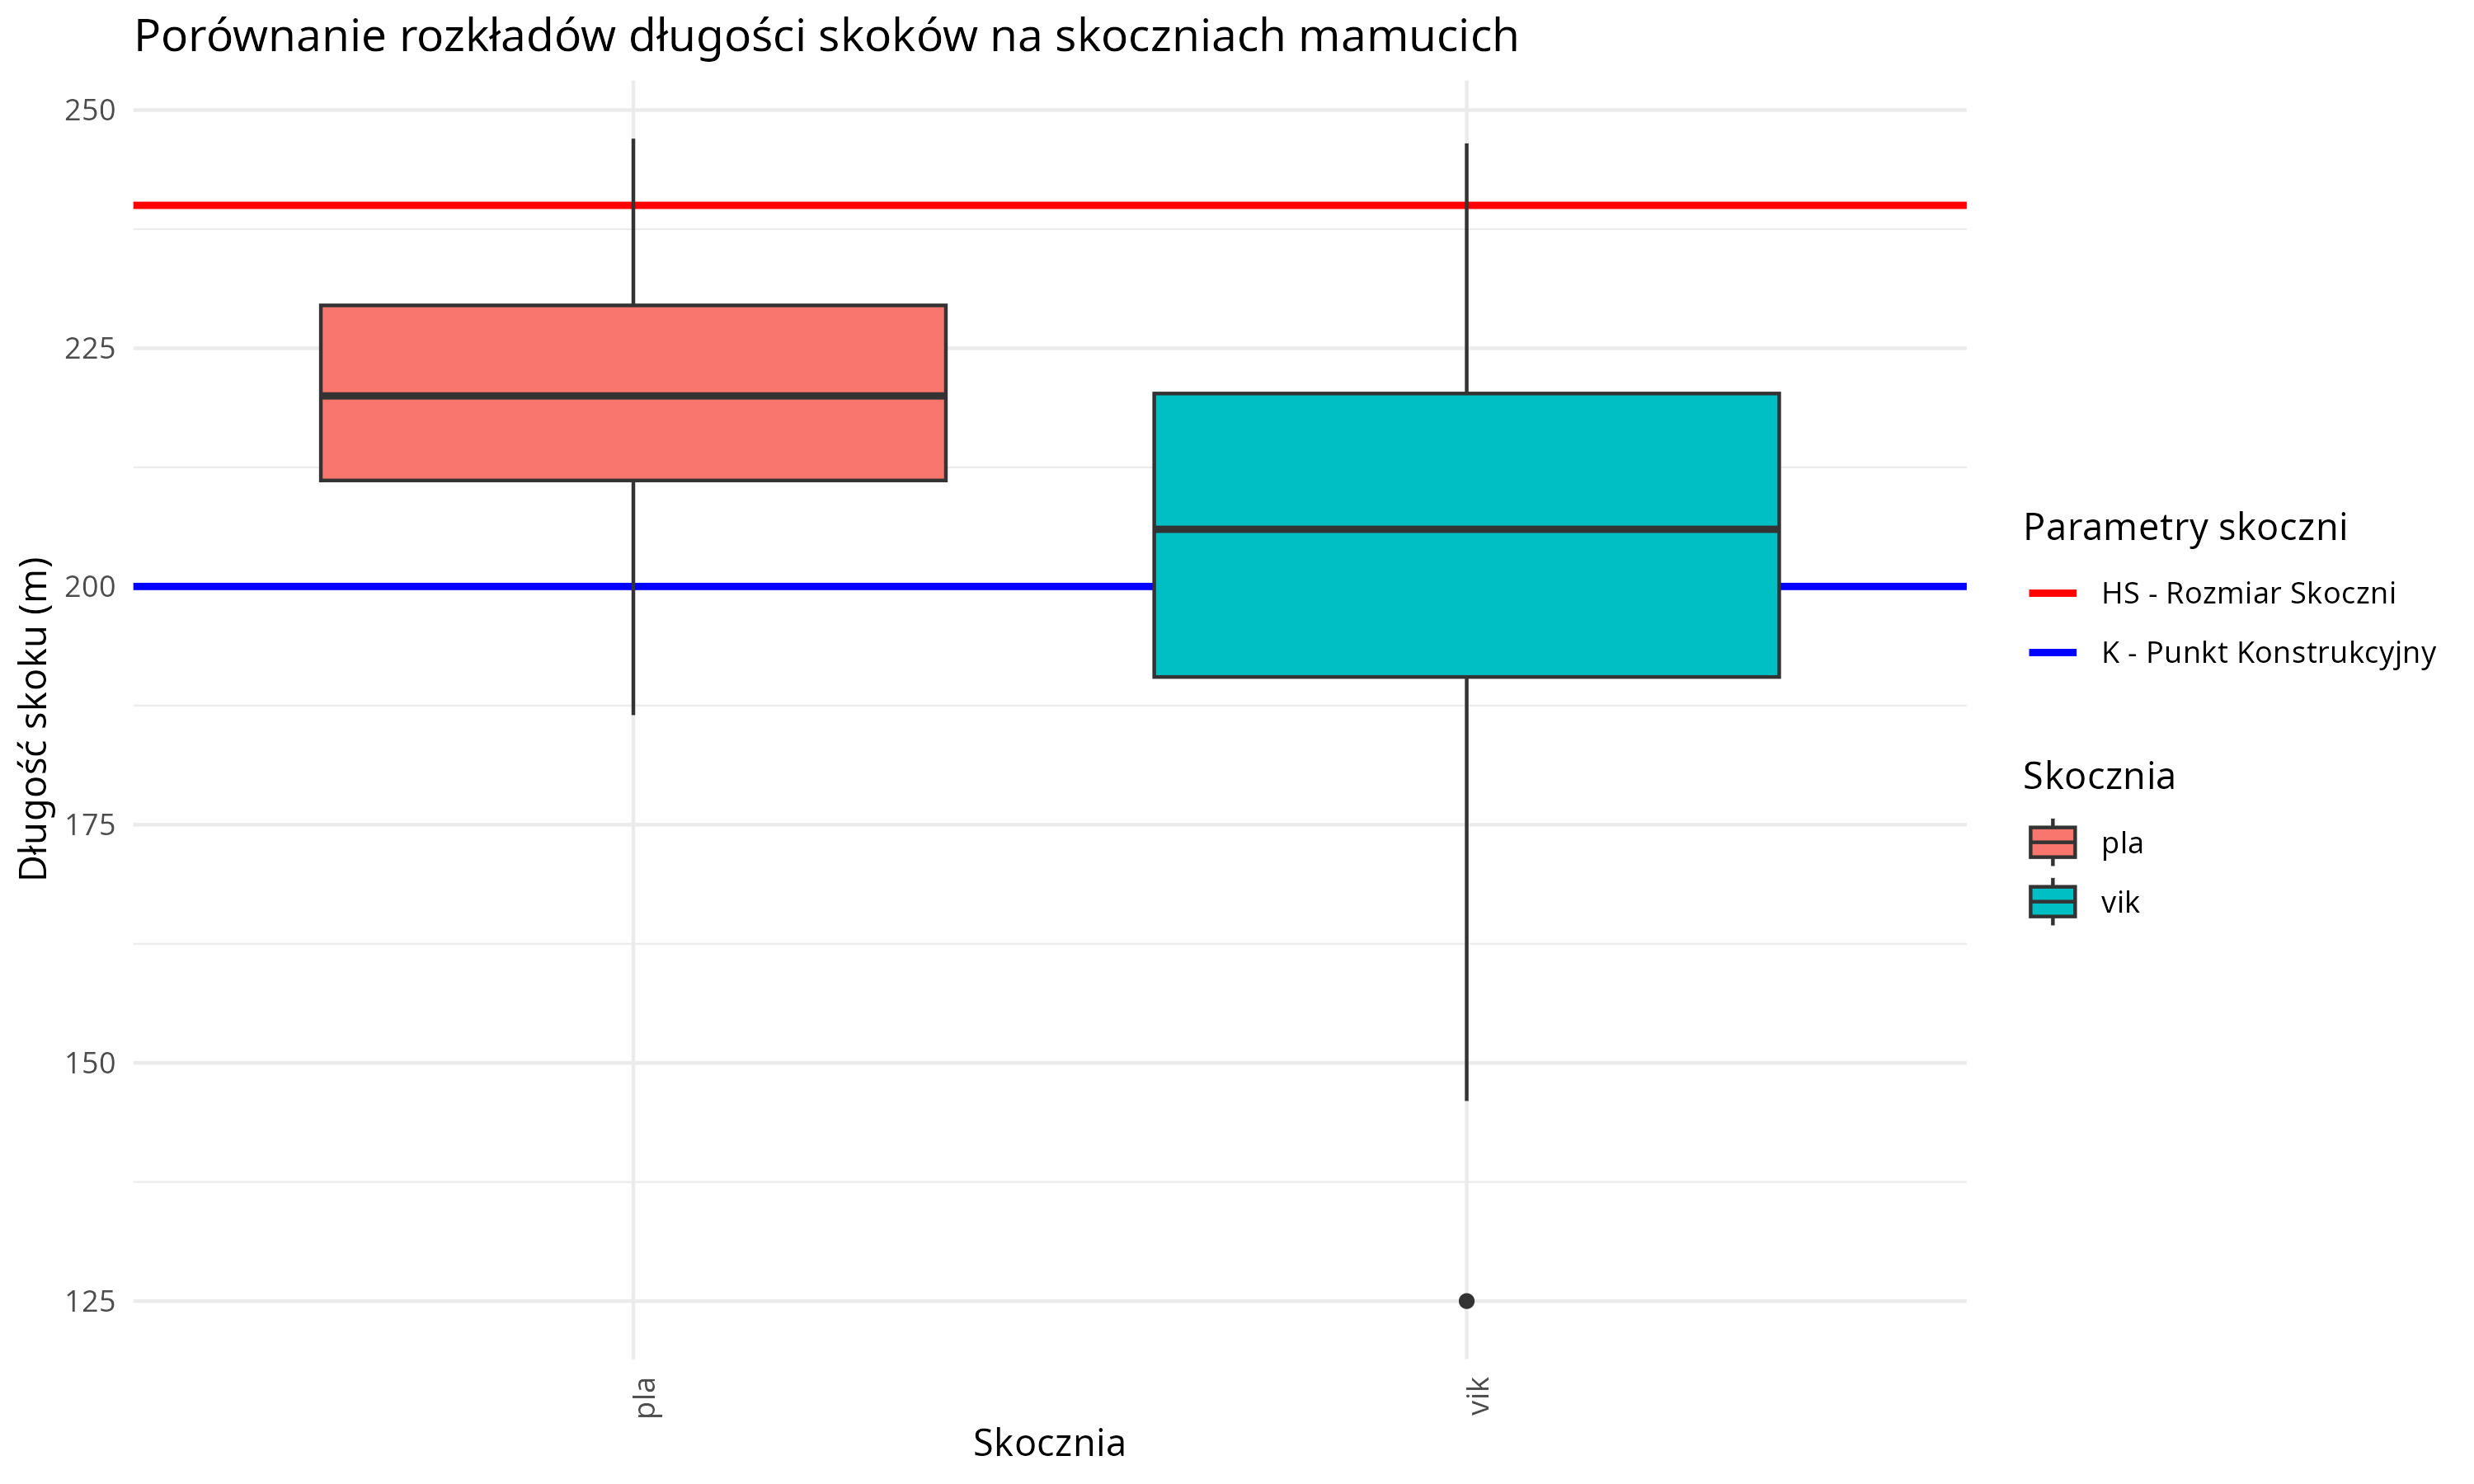 Porównanie rozkładów długości skoków na skoczniach mamucich
Długość skoku (m)
250
225
200
175
150
125
pla
vik
Skocznia
Parametry skoczni
HS - Rozmiar Skoczni
K - Punkt Konstrukcyjny
Skocznia
pla
vik